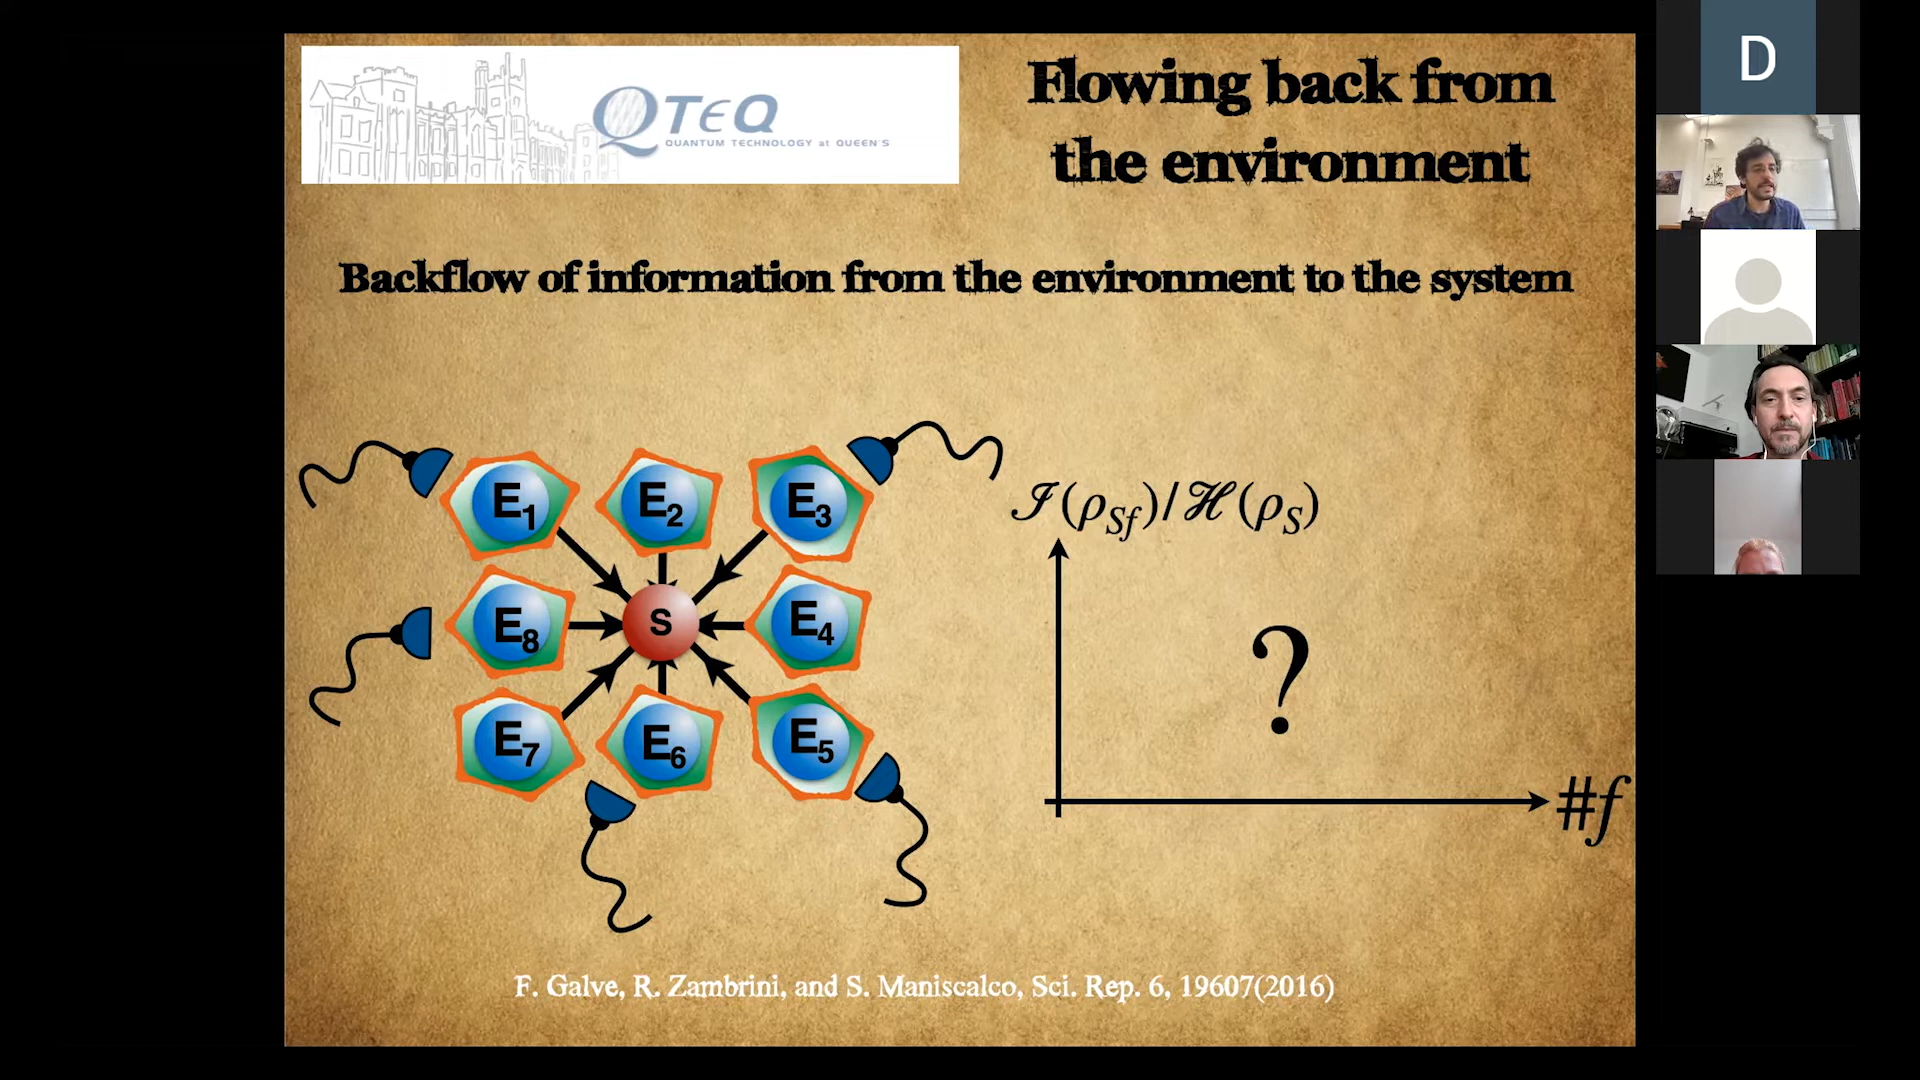 QTEQ
QUANTUM TECHNOLOGY at QUEEN'S
Flowing back from
the environment
Backflow of information from the environment to the system
E1
E2
E3
E8
S
E4
E7
E6
E5
ℐ(ρSf)/ℋ(ρS)
?
#f
F. Galve, R. Zambrini, and S. Maniscalco, Sci. Rep. 6, 19607(2016)
D